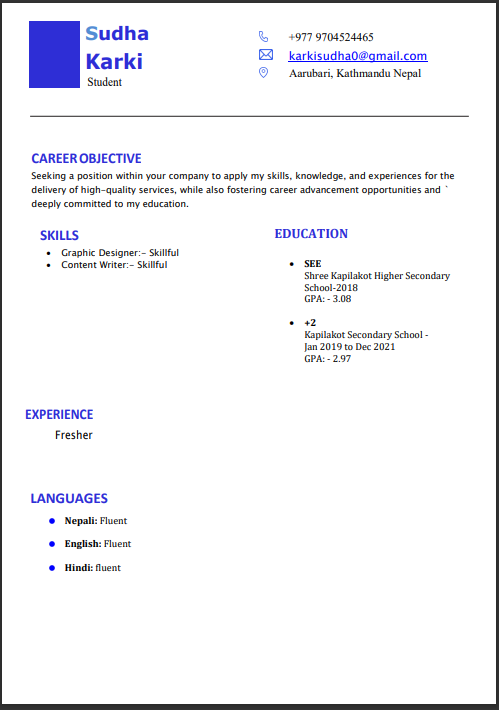 Sudha
Karki
Student
+977 9704524465
karkisudha0@gmail.com
Aarubari, Kathmandu Nepal
CAREER OBJECTIVE
Seeking a position within your company to apply my skills, knowledge, and experiences for the
delivery of high-quality services, while also fostering career advancement opportunities and `
deeply committed to my education.
SKILLS
• Graphic Designer:– Skillful
• Content Writer:– Skillful
EDUCATION
• SEE
Shree Kapilakot Higher Secondary
School-2018
GPA: - 3.08
• +2
Kapilakot Secondary School -
Jan 2019 to Dec 2021
GPA: - 2.97
EXPERIENCE
Fresher
LANGUAGES
• Nepali: Fluent
• English: Fluent
• Hindi: fluent